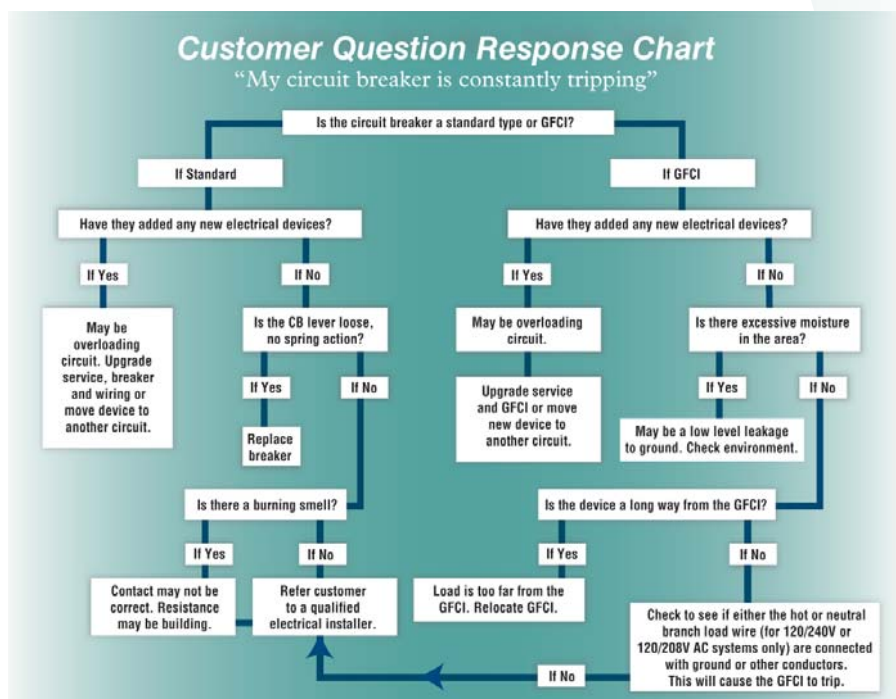 Customer Question Response Chart
“My circuit breaker is constantly tripping”
Is the circuit breaker a standard type or GFCI?
If Standard
If GFCI
Have they added any new electrical devices?
Have they added any new electrical devices?
If Yes
If No
If Yes
If No
May be
overloading
circuit. Upgrade
service, breaker
and wiring or
move device to
another circuit.
Is the CB lever loose,
no spring action?
May be overloading
circuit.
Is there excessive moisture
in the area?
If Yes
If No
Upgrade service
and GFCI or move
new device to
another circuit.
If Yes
If No
Replace
breaker
May be a low level leakage
to ground. Check environment.
Is there a burning smell?
Is the device a long way from the GFCI?
If Yes
If No
If Yes
If No
Contact may not be
correct. Resistance
may be building.
Refer customer
to a qualified
electrical installer.
Load is too far from the
GFCI. Relocate GFCI.
Check to see if either the hot or neutral
branch load wire (for 120/240V or
120/208V AC systems only) are connected
with ground or other conductors.
This will cause the GFCI to trip.
If No